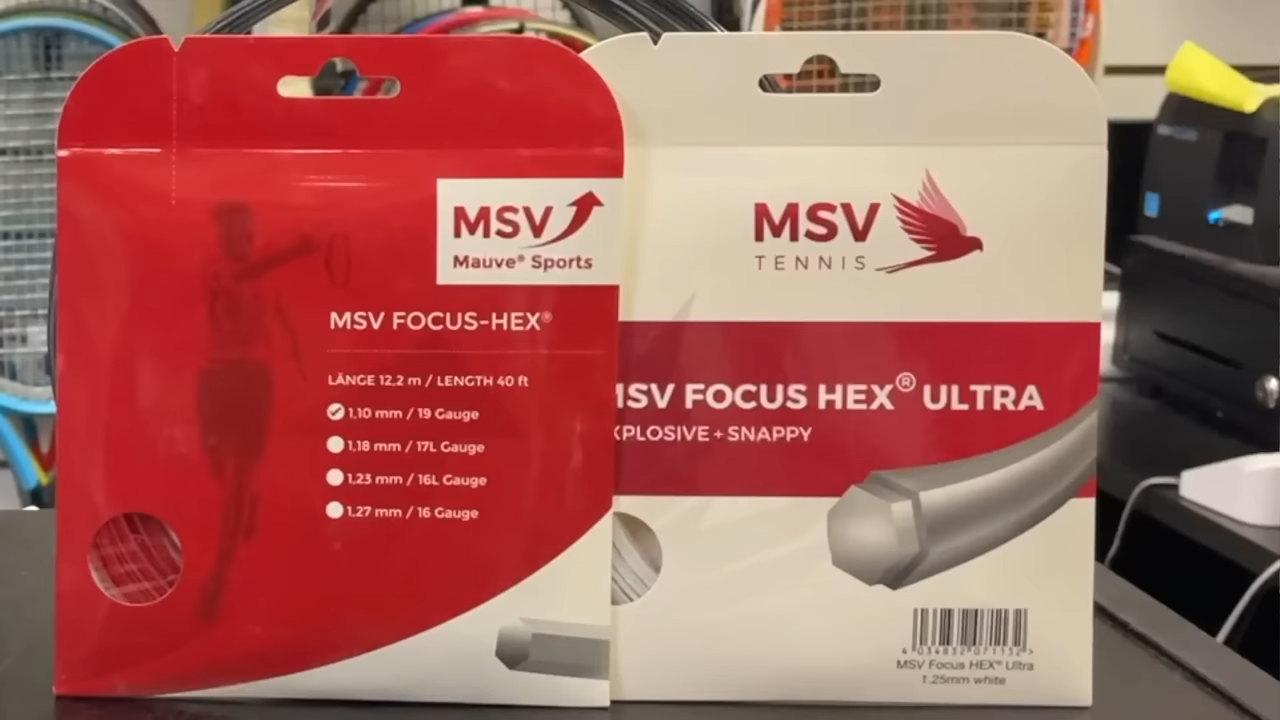 MSV
Mauve® Sports
MSV FOCUS-HEX®
LÄNGE 12,2 m / LENGTH 40 ft
1,10 mm / 19 Gauge
1,18 mm / 17L Gauge
1,23 mm / 16L Gauge
1.27 mm / 16 Gauge
MSV
TENNIS
MSV FOCUS HEX® ULTRA
XPLOSIVE + SNAPPY
MSV Focus HEX® Ultra
1.25mm white